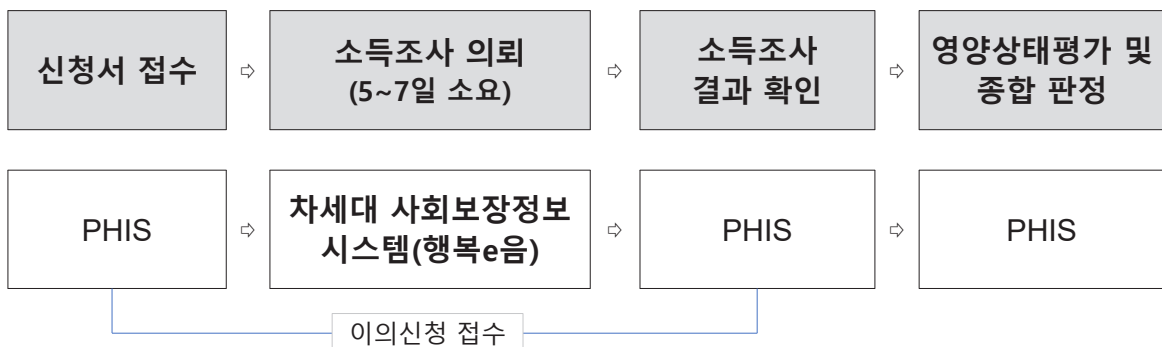 신청서 접수 ⇨ 소득조사 의뢰 (5~7일 소요) ⇨ 소득조사 결과 확인 ⇨ 영양상태평가 및 종합 판정
PHIS ⇨ 차세대 사회보장정보 시스템(행복e음) ⇨ PHIS ⇨ PHIS
이의신청 접수